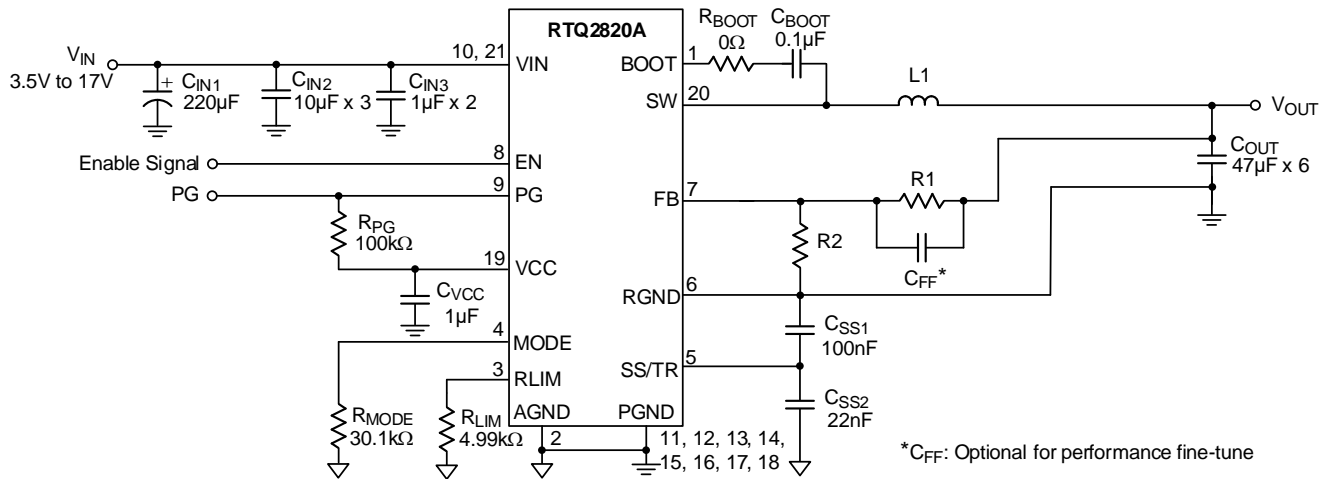 RTQ2820A
V_IN
3.5V to 17V
C_IN1
220µF
+
C_IN2
10µF x 3
C_IN3
1µF x 2
10, 21
VIN
Enable Signal
8
EN
PG
9
PG
R_PG
100kΩ
19
VCC
C_VCC
1µF
4
MODE
3
RLIM
R_MODE
30.1kΩ
R_LIM
4.99kΩ
AGND
2
PGND
11, 12, 13, 14,
15, 16, 17, 18
BOOT
1
R_BOOT
0Ω
C_BOOT
0.1µF
SW
20
L1
V_OUT
C_OUT
47µF x 6
FB
7
R1
R2
C_FF*
RGND
6
C_SS1
100nF
SS/TR
5
C_SS2
22nF
*C_FF: Optional for performance fine-tune